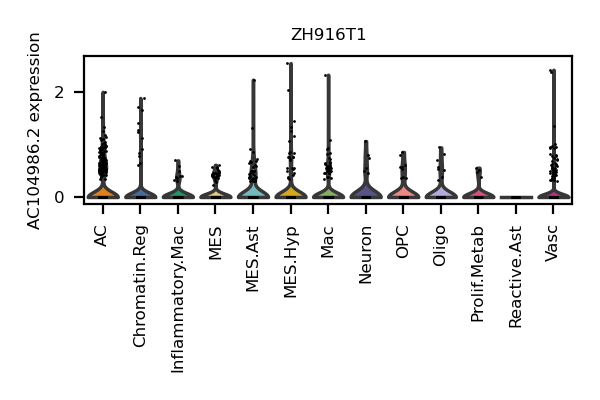 ZH916T1
AC104986.2 expression
2
0
AC
Chromatin.Reg
Inflammatory.Mac
MES
MES.Ast
MES.Hyp
Mac
Neuron
OPC
Oligo
Prolif.Metab
Reactive.Ast
Vasc